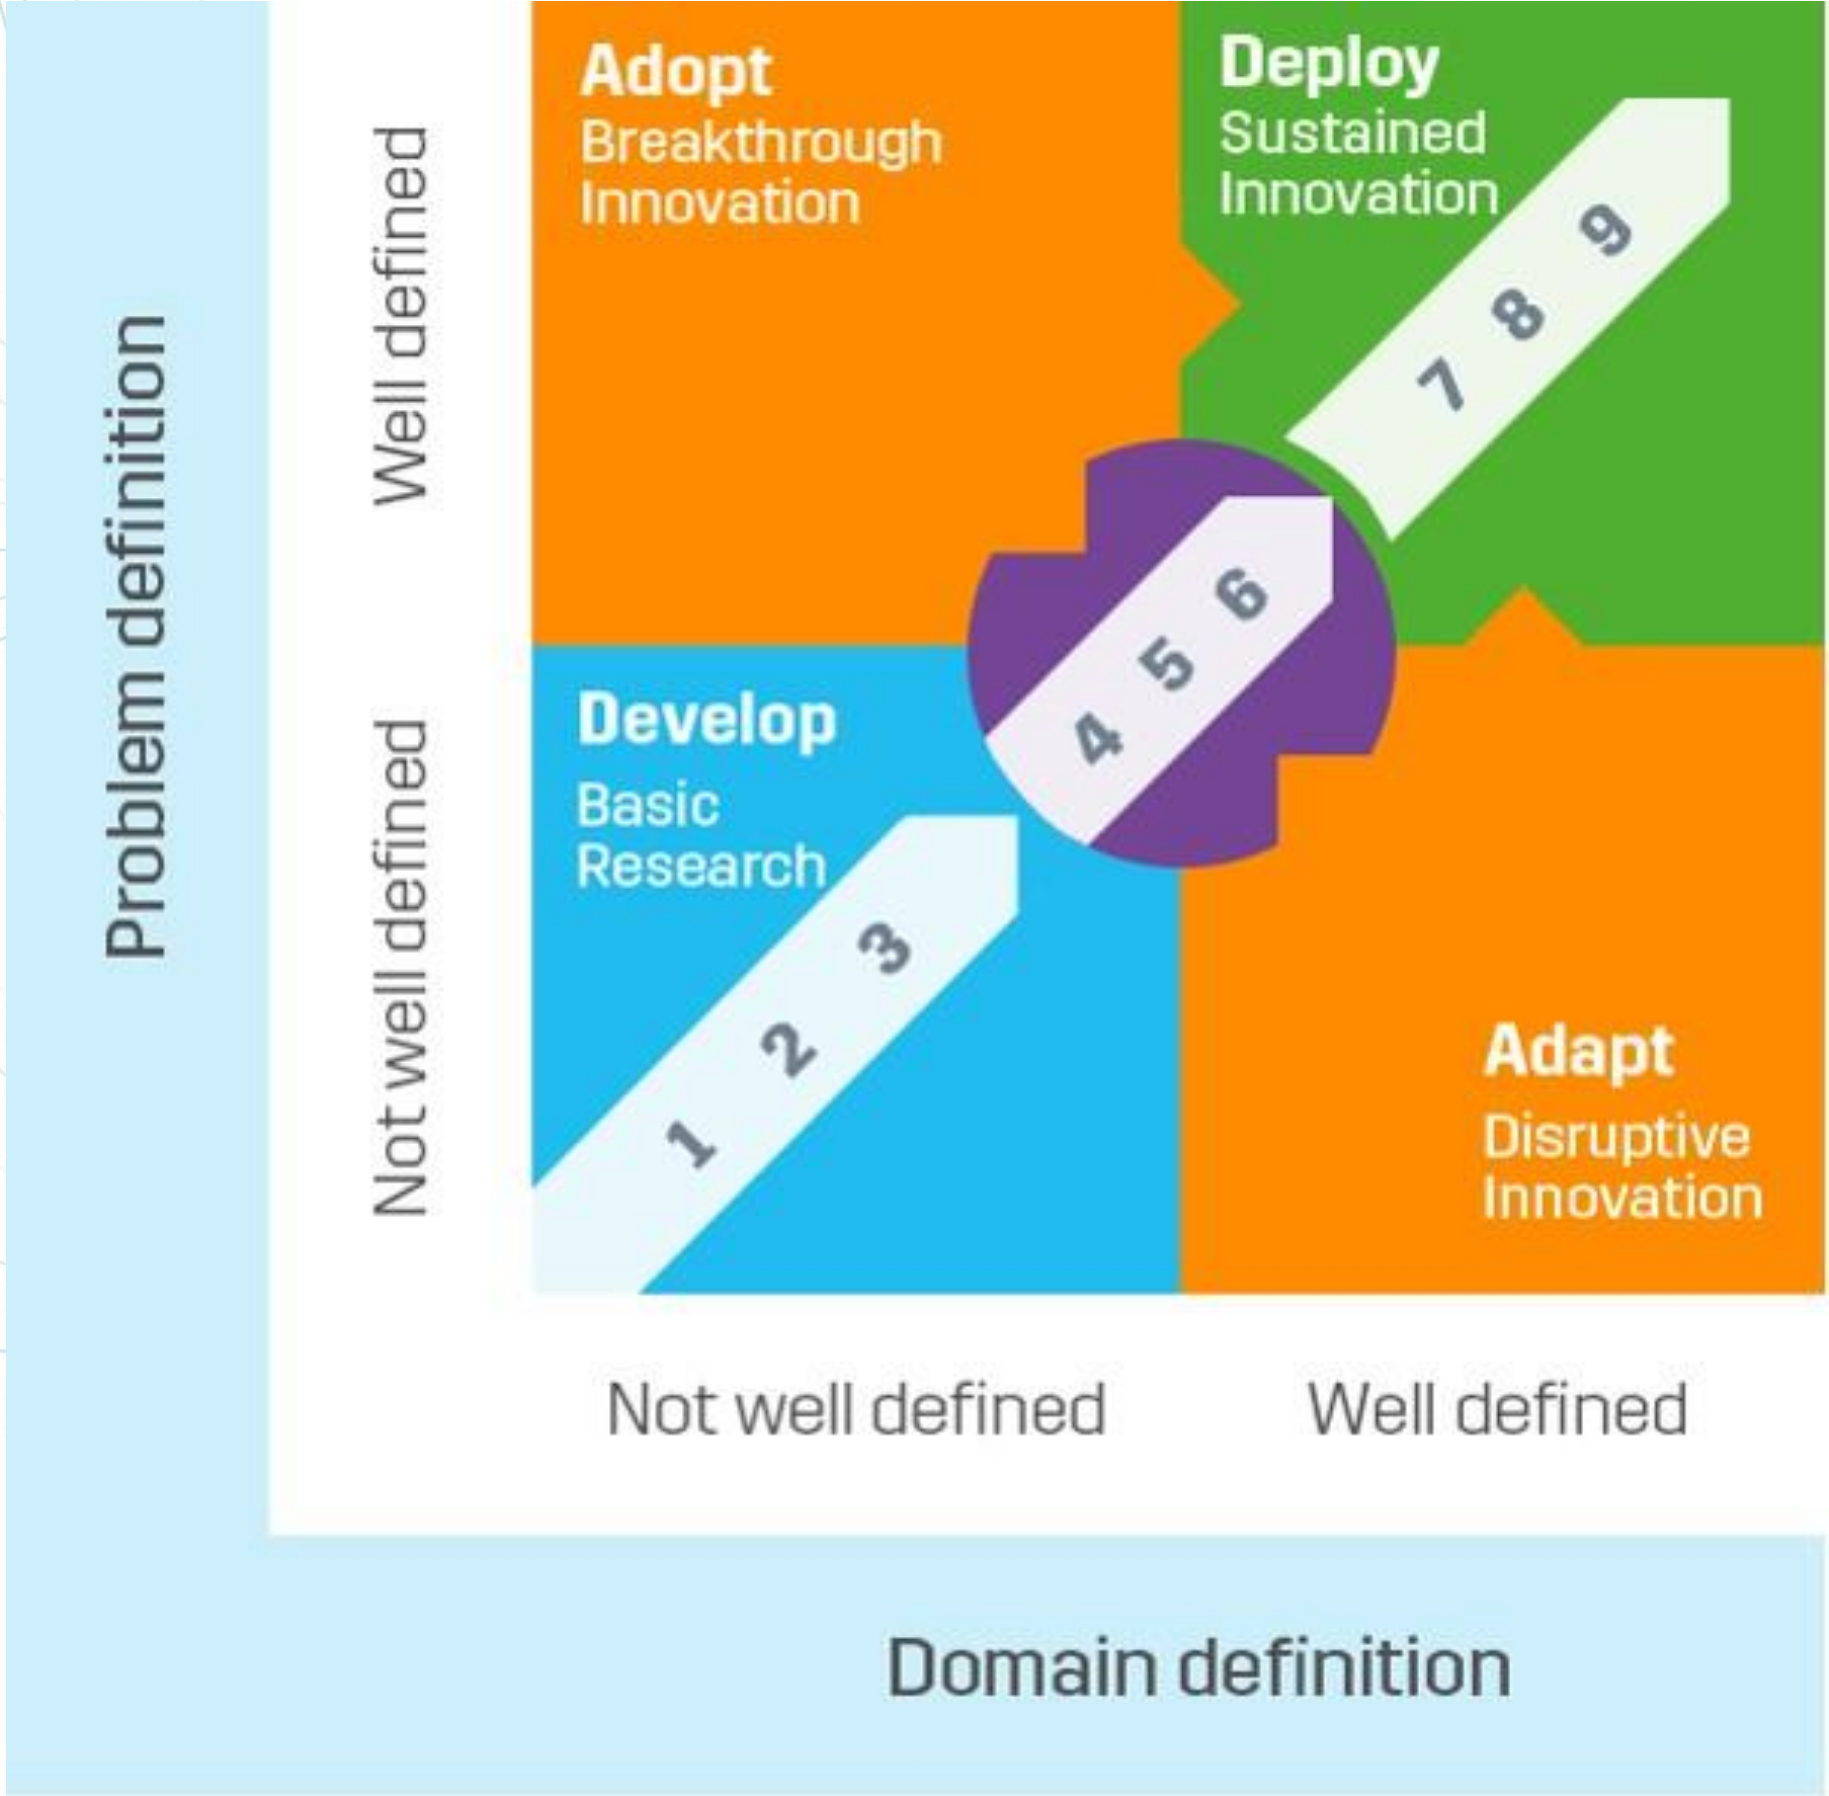 Problem definition
Well defined
Not well defined
Adopt
Breakthrough
Innovation
Deploy
Sustained
Innovation
7 8 9
4 5 6
Develop
Basic
Research
1 2 3
Adapt
Disruptive
Innovation
Not well defined
Well defined
Domain definition